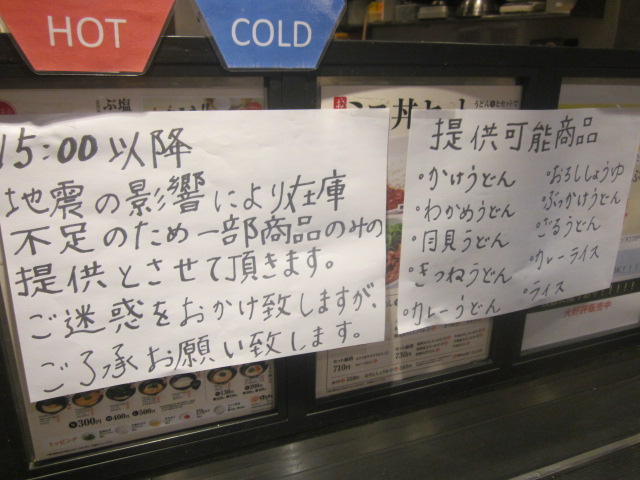 HOT
COLD
15:00以降
地震の影響により在庫
不足のため一部商品のみの
提供とさせて頂きます。
ご迷惑をおかけ致しますが、
ご了承お願い致します。
提供可能商品
・かけうどん
・わかめうどん
・月見うどん
・きつねうどん
・カレーうどん
・おろししょうゆ
・ぶっかけうどん
・ざるうどん
・カレーライス
・ライス